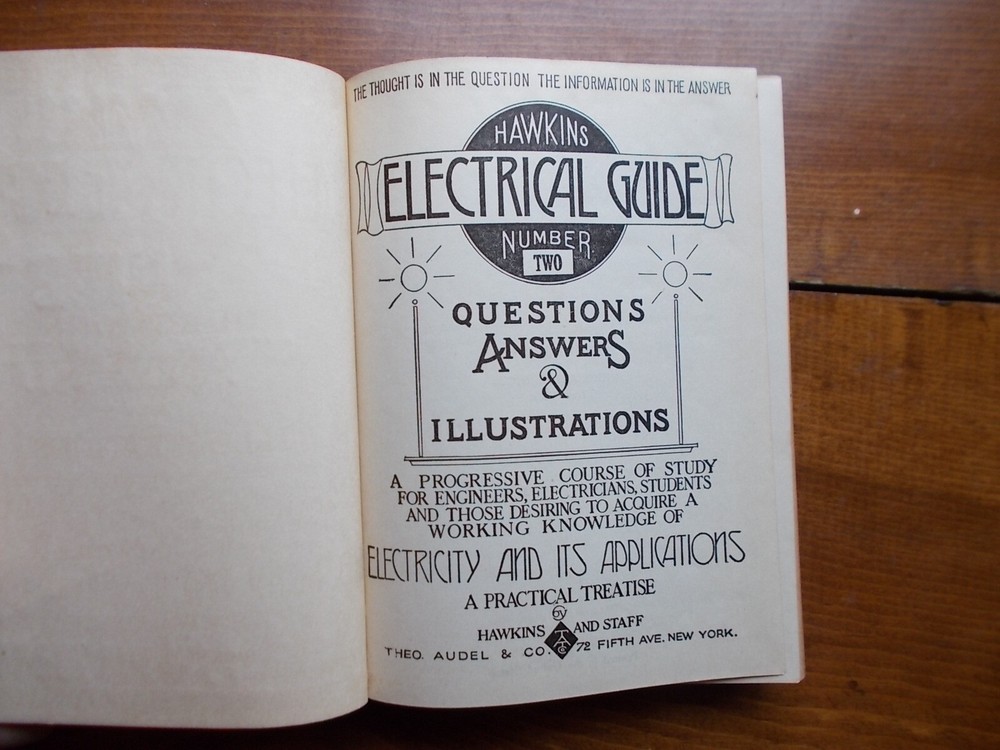 THE THOUGHT IS IN THE QUESTION THE INFORMATION IS IN THE ANSWER
HAWKINS
ELECTRICAL GUIDE
NUMBER
TWO
QUESTIONS
ANSWERS
&
ILLUSTRATIONS
A PROGRESSIVE COURSE OF STUDY
FOR ENGINEERS, ELECTRICIANS, STUDENTS
AND THOSE DESIRING TO ACQUIRE A
WORKING KNOWLEDGE OF
ELECTRICITY AND ITS APPLICATIONS
A PRACTICAL TREATISE
by
HAWKINS AND STAFF
THEO. AUDEL & CO. 72 FIFTH AVE. NEW YORK.